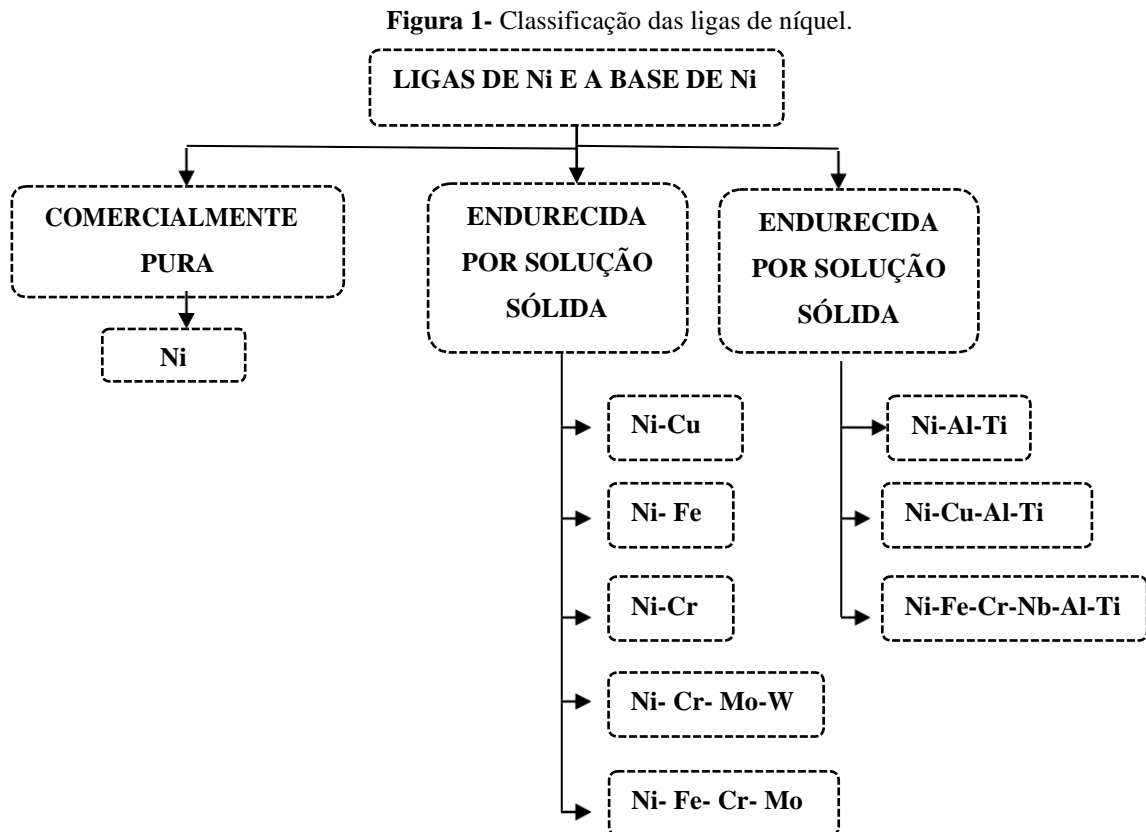 Figura 1- Classificação das ligas de níquel.
LIGAS DE Ni E A BASE DE Ni
COMERCIALMENTE
PURA
Ni
ENDURECIDA
POR SOLUÇÃO
SÓLIDA
Ni-Cu
Ni- Fe
Ni-Cr
Ni- Cr- Mo-W
Ni- Fe- Cr- Mo
ENDURECIDA
POR SOLUÇÃO
SÓLIDA
Ni-Al-Ti
Ni-Cu-Al-Ti
Ni-Fe-Cr-Nb-Al-Ti